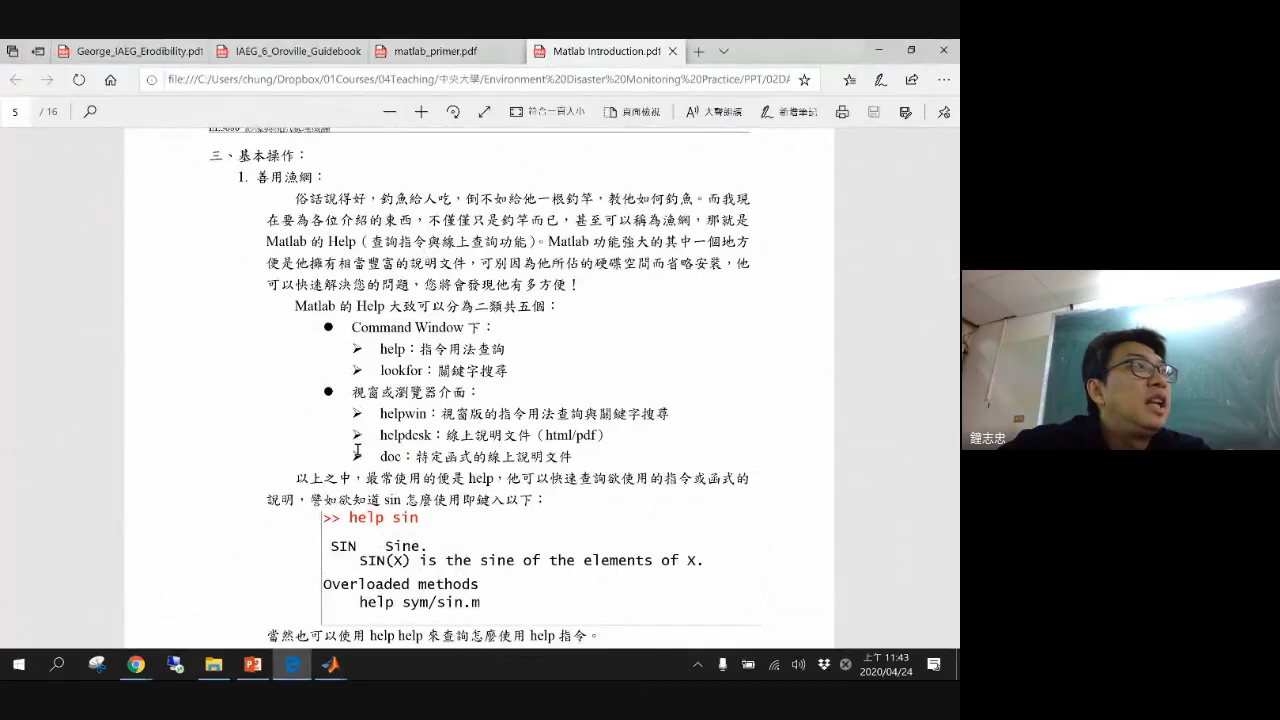 George_IAEG_Erodibility.pdf
IAEG_6_Oroville_Guidebook
matlab_primer.pdf
Matlab Introduction.pdf
file:///C:/Users/chung/Dropbox/01Courses/04Teaching/中央大學/Environment%20Disaster%20Monitoring%20Practice/PPT/02DA
5 / 16
符合一頁大小
頁面檢視
大聲朗讀
新增筆記
三、基本操作：
1. 善用漁網：
俗話說得好，釣魚給人吃，倒不如給他一根釣竿，教他如何釣魚。而我現
在要為各位介紹的東西，不僅僅只是釣竿而已，甚至可以稱為漁網，那就是
Matlab 的 Help（查詢指令與線上查詢功能）。Matlab 功能強大的其中一個地方
便是他擁有相當豐富的說明文件，可別因為他所佔的硬碟空間而省略安裝，他
可以快速解決您的問題，您將會發現他有多方便！
Matlab 的 Help 大致可以分為二類共五個：
● Command Window 下：
➢ help：指令用法查詢
➢ lookfor：關鍵字搜尋
● 視窗或瀏覽器介面：
➢ helpwin：視窗版的指令用法查詢與關鍵字搜尋
➢ helpdesk：線上說明文件（html/pdf）
➢ doc：特定函式的線上說明文件
以上之中，最常使用的便是 help，他可以快速查詢欲使用的指令或函式的
說明，譬如欲知道 sin 怎麼使用即鍵入以下：
>> help sin
SIN Sine.
SIN(X) is the sine of the elements of X.
Overloaded methods
help sym/sin.m
當然也可以使用 help help 來查詢怎麼使用 help 指令。
鐘志忠
上午 11:43
2020/04/24